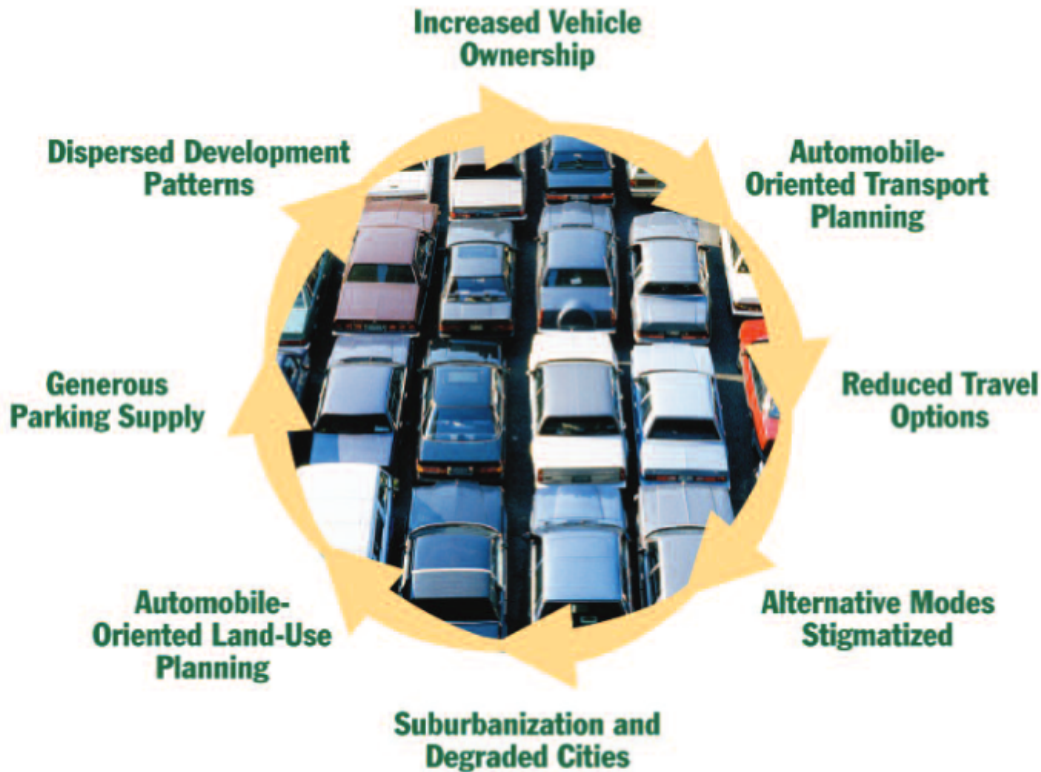 Increased Vehicle
Ownership
Automobile-
Oriented Transport
Planning
Reduced Travel
Options
Alternative Modes
Stigmatized
Suburbanization and
Degraded Cities
Automobile-
Oriented Land-Use
Planning
Generous
Parking Supply
Dispersed Development
Patterns